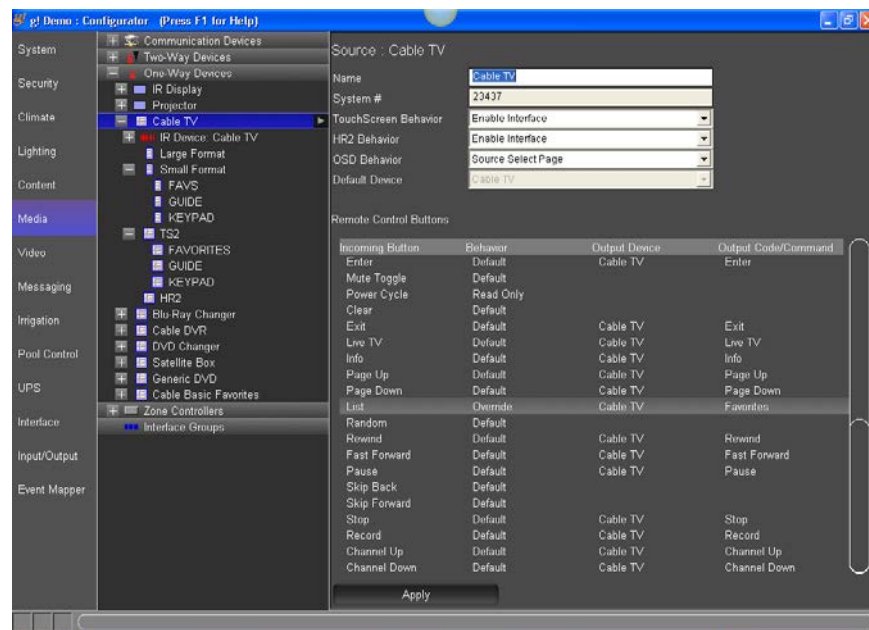 g! Demo : Configurator (Press F1 for Help)
System
Security
Climate
Lighting
Content
Media
Video
Messaging
Irrigation
Pool Control
UPS
Interface
Input/Output
Event Mapper
Communication Devices
Two-Way Devices
One-Way Devices
IR Display
Projector
Cable TV
IR Device: Cable TV
Large Format
Small Format
FAVS
GUIDE
KEYPAD
TS2
FAVORITES
GUIDE
KEYPAD
HR2
Blu-Ray Changer
Cable DVR
DVD Changer
Satellite Box
Generic DVD
Cable Basic Favorites
Zone Controllers
Interface Groups
Source : Cable TV
Name Cable TV
System # 23437
TouchScreen Behavior Enable Interface
HR2 Behavior Enable Interface
OSD Behavior Source Select Page
Default Device Cable TV
Remote Control Buttons
Incoming Button Behavior Output Device Output Code/Command
Enter Default Cable TV Enter
Mute Toggle Default
Power Cycle Read Only
Clear Default
Exit Default Cable TV Exit
Live TV Default Cable TV Live TV
Info Default Cable TV Info
Page Up Default Cable TV Page Up
Page Down Default Cable TV Page Down
List Override Cable TV Favorites
Random Default
Rewind Default Cable TV Rewind
Fast Forward Default Cable TV Fast Forward
Pause Default Cable TV Pause
Skip Back Default
Skip Forward Default
Stop Default Cable TV Stop
Record Default Cable TV Record
Channel Up Default Cable TV Channel Up
Channel Down Default Cable TV Channel Down
Apply